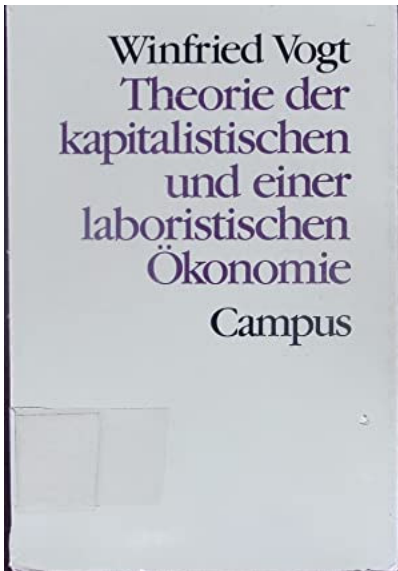 Winfried Vogt
Theorie der
kapitalistischen
und einer
laboristischen
Ökonomie
Campus